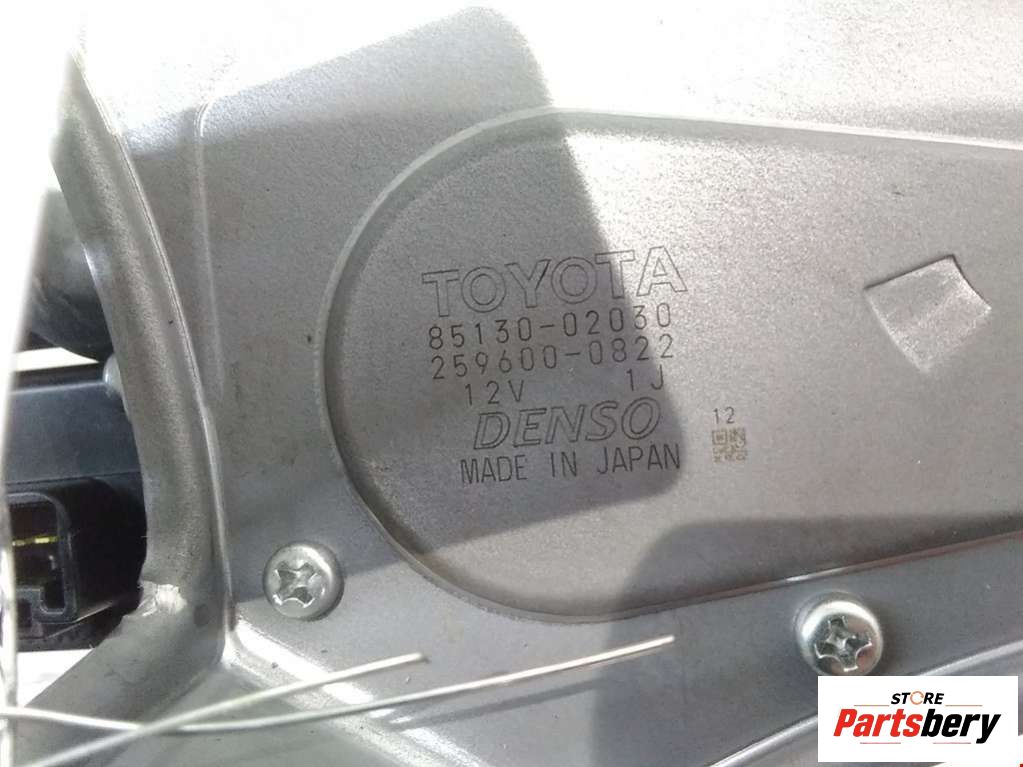 TOYOTA
85130-02030
259600-0822
12V 1J
DENSO
12
MADE IN JAPAN
STORE
Partsbery